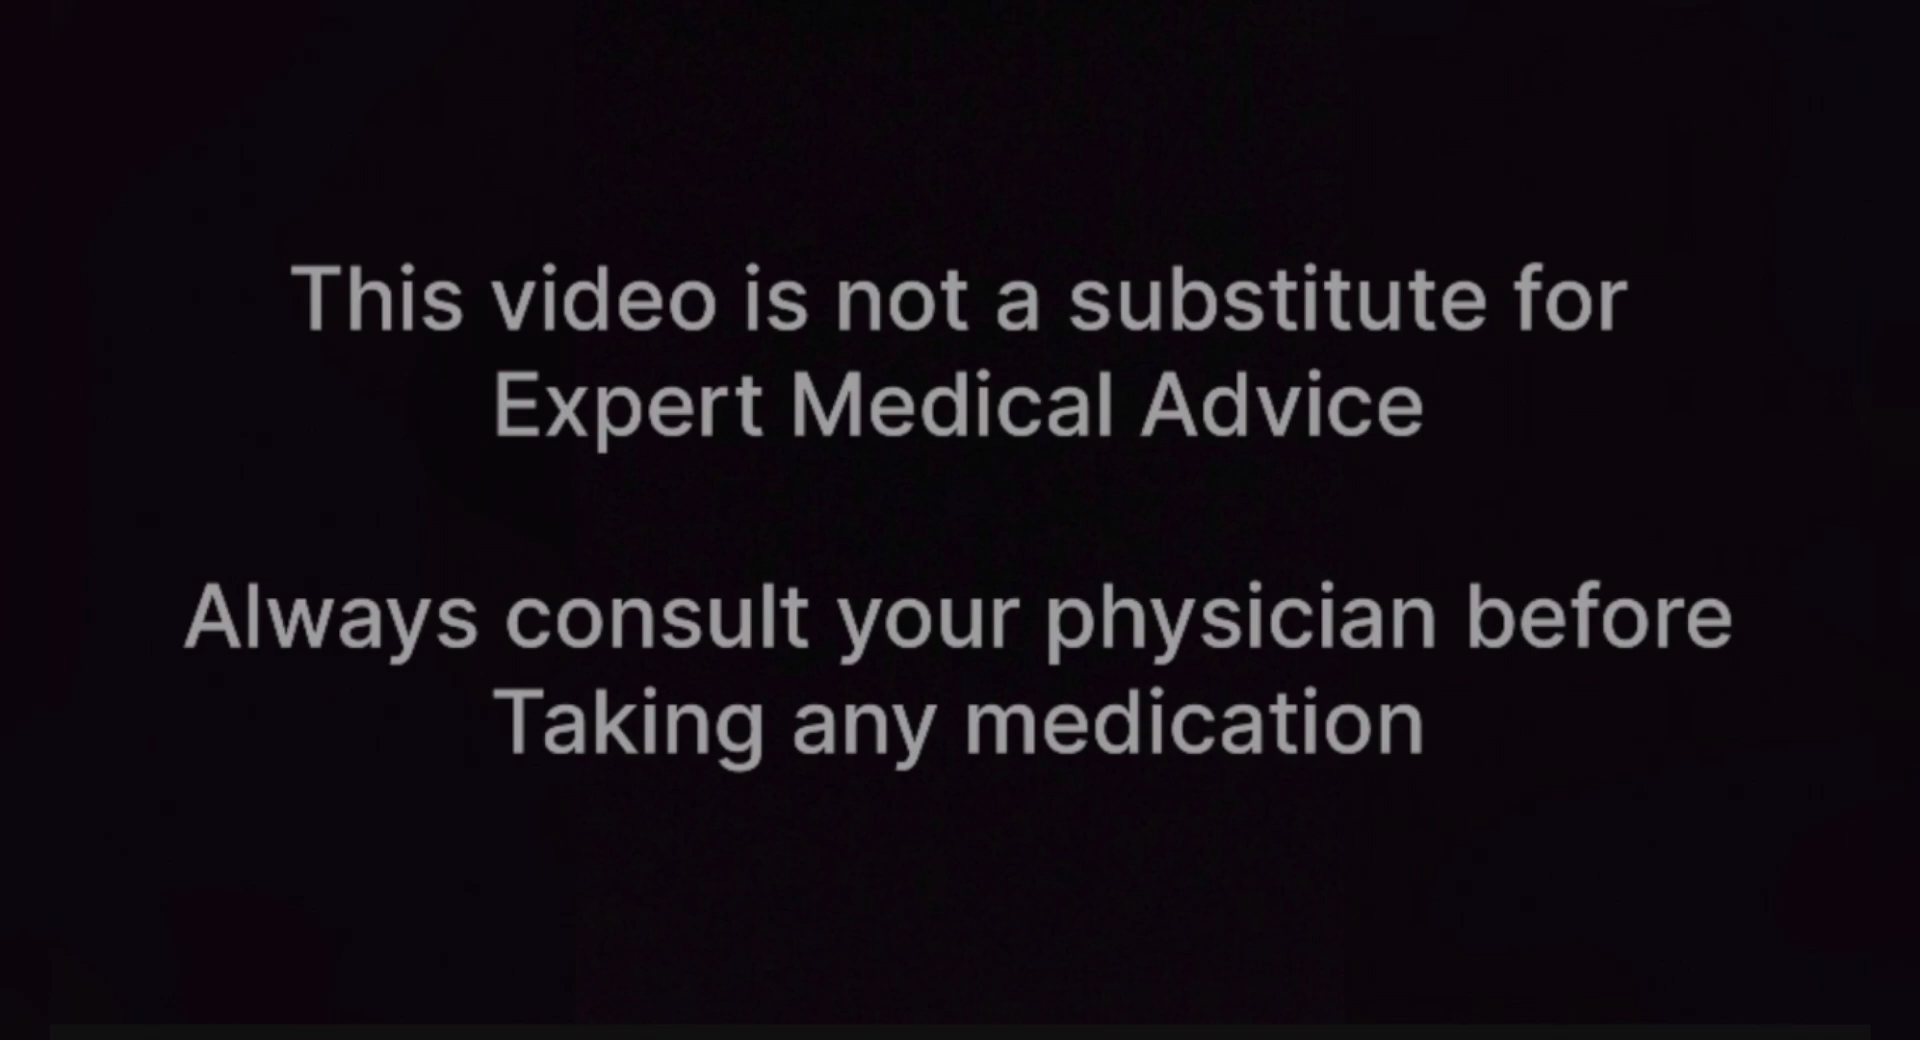 This video is not a substitute for
Expert Medical Advice
Always consult your physician before
Taking any medication